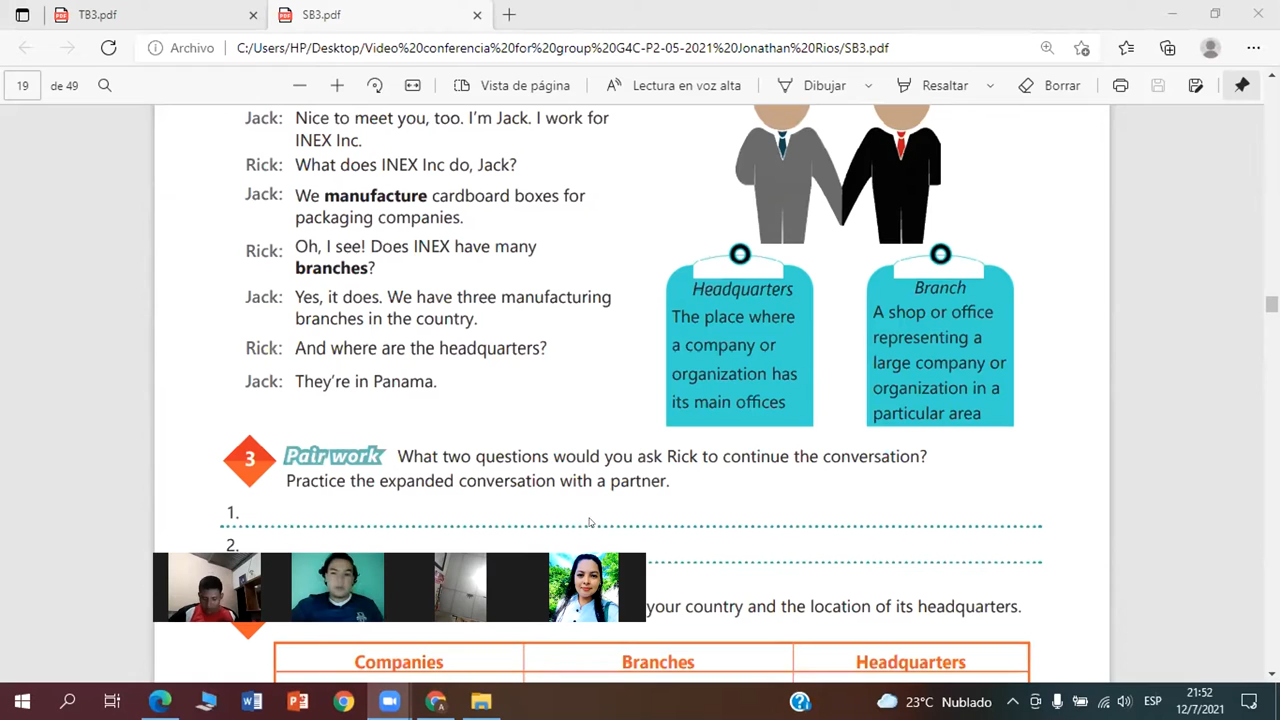 TB3.pdf
SB3.pdf
Archivo
C:/Users/HP/Desktop/Video%20conferencia%20for%20group%20G4C-P2-05-2021%20Jonathan%20Rios/SB3.pdf
19 de 49
Vista de página
Lectura en voz alta
Dibujar
Resaltar
Borrar
Jack: Nice to meet you, too. I'm Jack. I work for
INEX Inc.
Rick: What does INEX Inc do, Jack?
Jack: We manufacture cardboard boxes for
packaging companies.
Rick: Oh, I see! Does INEX have many
branches?
Jack: Yes, it does. We have three manufacturing
branches in the country.
Rick: And where are the headquarters?
Jack: They're in Panama.
Headquarters
The place where
a company or
organization has
its main offices
Branch
A shop or office
representing a
large company or
organization in a
particular area
3 Pair work What two questions would you ask Rick to continue the conversation?
Practice the expanded conversation with a partner.
1.
2.
your country and the location of its headquarters.
Companies Branches Headquarters
23°C Nublado
ESP
21:52
12/7/2021